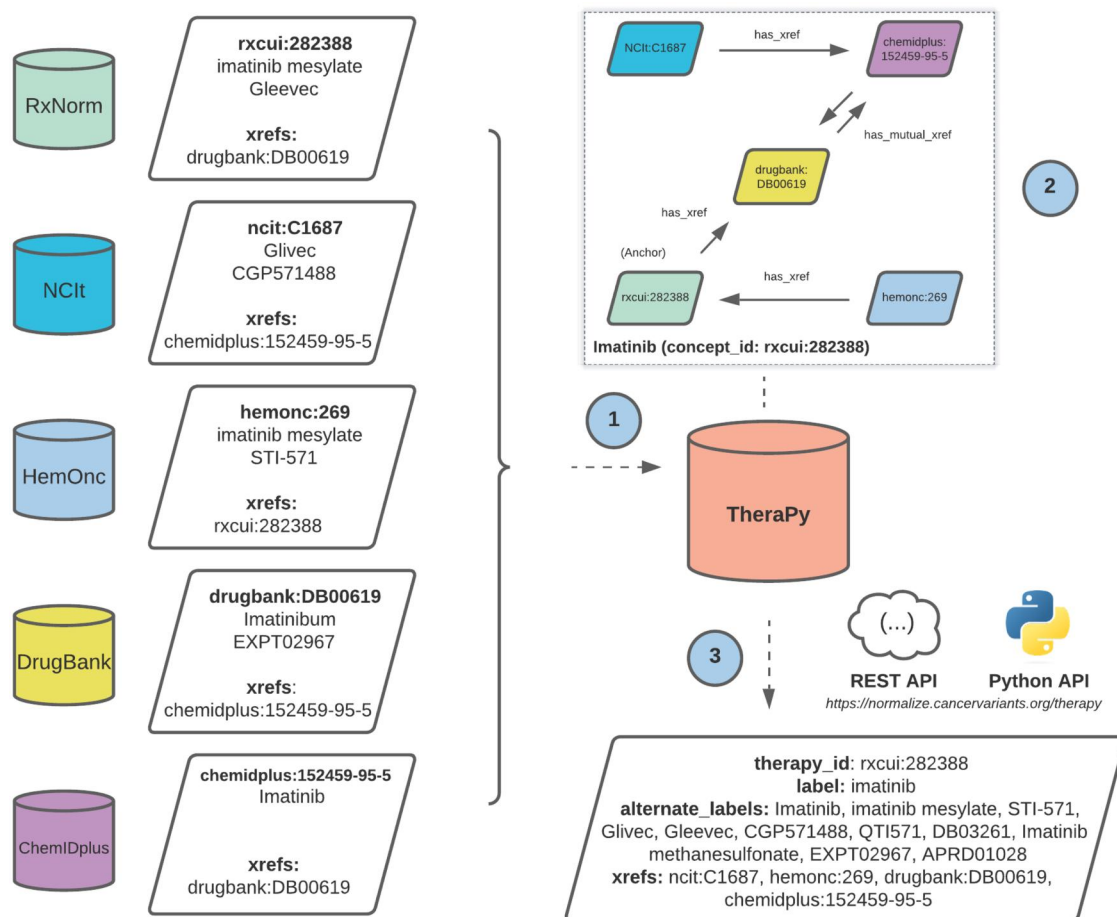 RxNorm
rxcui:282388
imatinib mesylate
Gleevec
xrefs:
drugbank:DB00619
NCIt
ncit:C1687
Glivec
CGP571488
xrefs:
chemidplus:152459-95-5
HemOnc
hemonc:269
imatinib mesylate
STI-571
xrefs:
rxcui:282388
DrugBank
drugbank:DB00619
Imatinibum
EXPT02967
xrefs:
chemidplus:152459-95-5
ChemIDplus
chemidplus:152459-95-5
Imatinib
xrefs:
drugbank:DB00619
1
NCIt:C1687
has_xref
chemidplus:
152459-95-5
has_mutual_xref
drugbank:
DB00619
has_xref
(Anchor)
rxcui:282388
has_xref
hemonc:269
Imatinib (concept_id: rxcui:282388)
2
TheraPy
3
(...)
REST API
Python API
https://normalize.cancervariants.org/therapy
therapy_id: rxcui:282388
label: imatinib
alternate_labels: Imatinib, imatinib mesylate, STI-571,
Glivec, Gleevec, CGP571488, QTI571, DB03261, Imatinib
methanesulfonate, EXPT02967, APRD01028
xrefs: ncit:C1687, hemonc:269, drugbank:DB00619,
chemidplus:152459-95-5